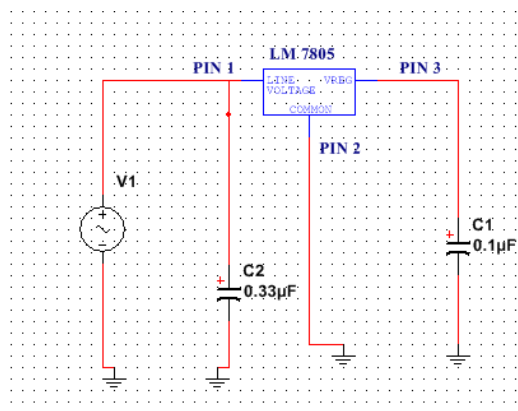 LM 7805
PIN 1
PIN 3
LINE VREG
VOLTAGE
COMMON
PIN 2
V1
C1
0.1µF
C2
0.33µF